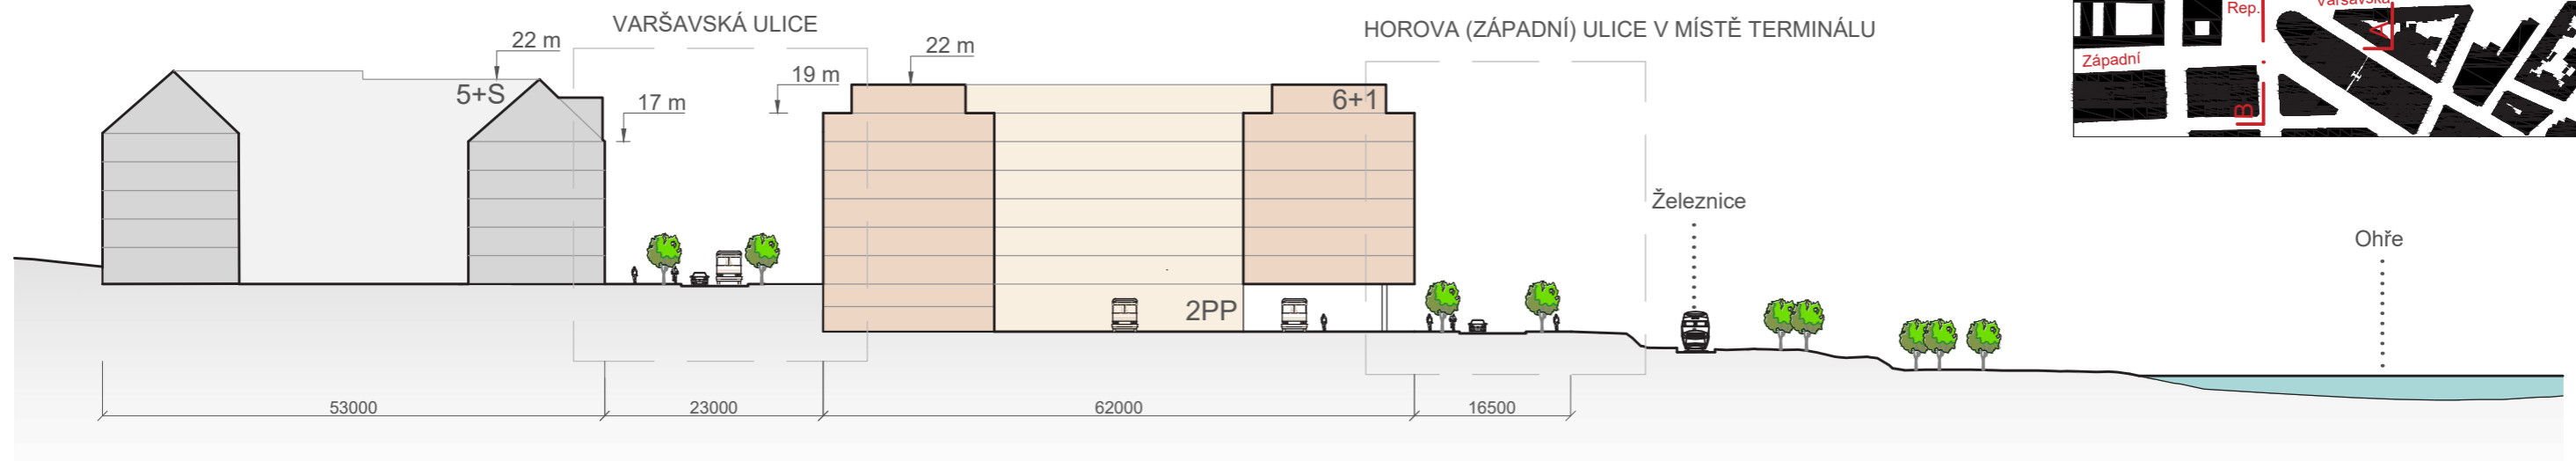 VARŠAVSKÁ ULICE
HOROVA (ZÁPADNÍ) ULICE V MÍSTĚ TERMINÁLU
22 m
5+S
17 m
19 m
22 m
6+1
2PP
Železnice
Ohře
53000
23000
62000
16500
Rep.
Varšavská
Západní
A
B